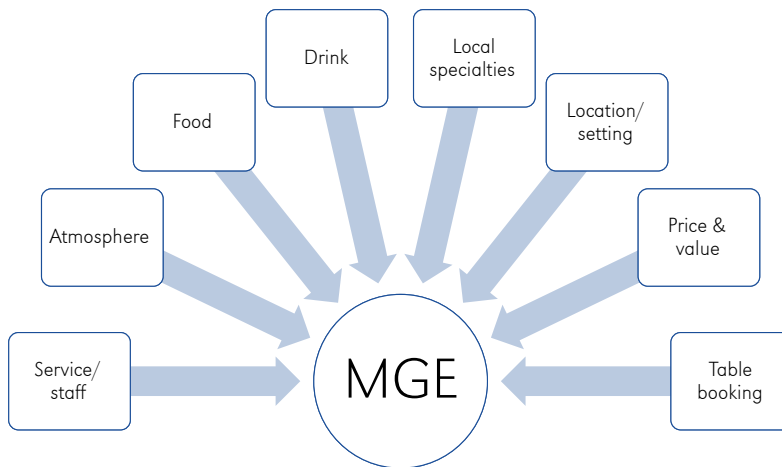 Service/
staff
Atmosphere
Food
Drink
Local
specialties
Location/
setting
Price &
value
Table
booking
MGE